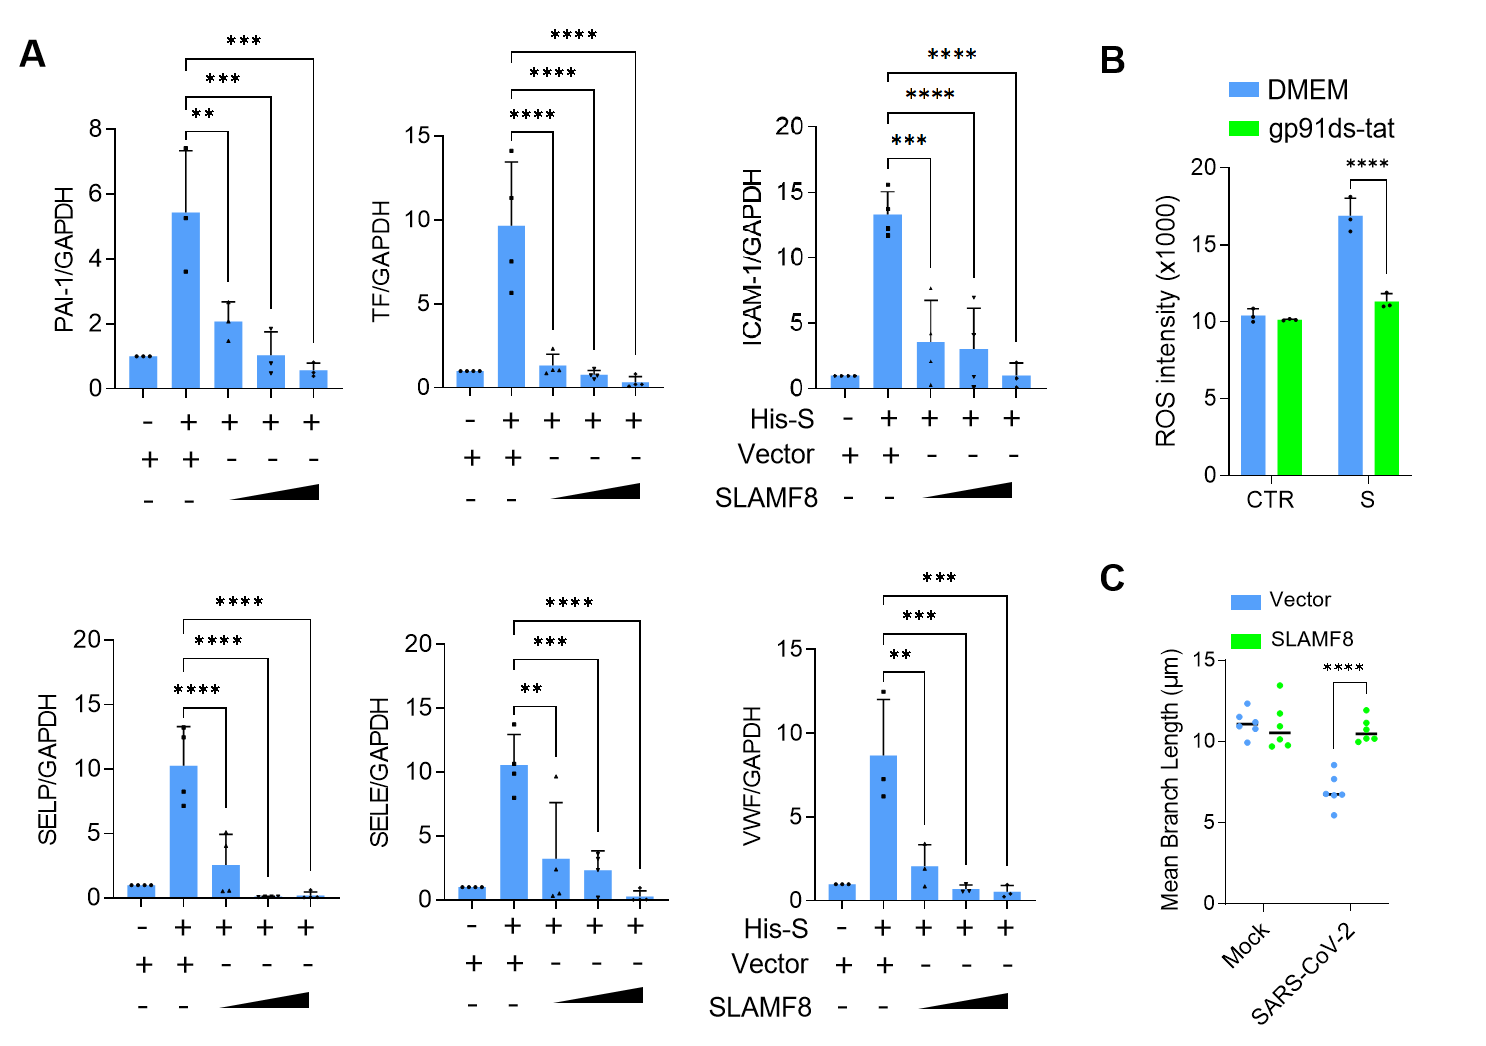 A
***
***
**
8
6
4
2
0
PAI-1/GAPDH
- + + + +
+ + - - -
- -
****
****
****
15
10
5
0
TF/GAPDH
- + + + +
+ + - - -
- -
****
****
***
20
15
10
5
0
ICAM-1/GAPDH
His-S - + + + +
Vector + + - - -
SLAMF8 - -
B
DMEM
gp91ds-tat
****
20
15
10
5
0
ROS intensity (x1000)
CTR S
****
****
****
20
15
10
5
0
SELP/GAPDH
- + + + +
+ + - - -
- -
****
***
**
20
15
10
5
0
SELE/GAPDH
- + + + +
+ + - - -
- -
***
***
**
15
10
5
0
VWF/GAPDH
His-S - + + + +
Vector + + - - -
SLAMF8 - -
C
Vector
SLAMF8
****
15
10
5
0
Mean Branch Length (μm)
Mock
SARS-CoV-2